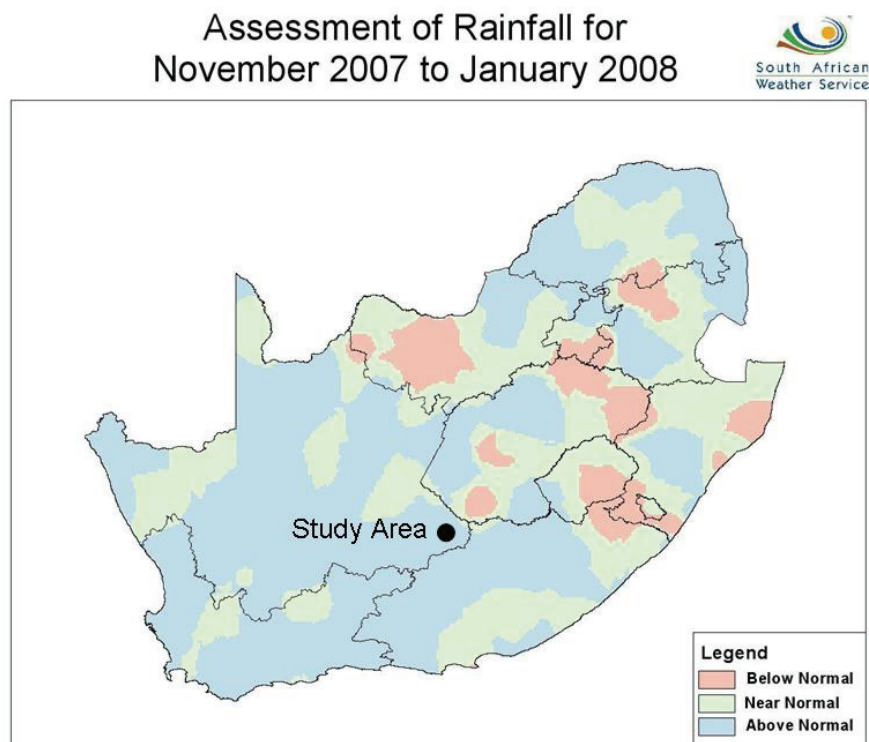 Assessment of Rainfall for
November 2007 to January 2008
South African
Weather Service
Study Area
Legend
Below Normal
Near Normal
Above Normal